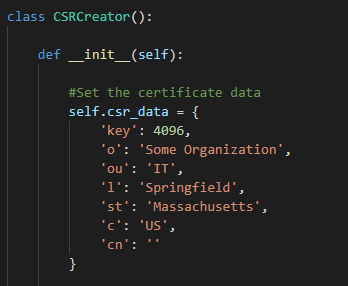 class CSRCreator():
def __init__(self):
#Set the certificate data
self.csr_data = {
'key': 4096,
'o': 'Some Organization',
'ou': 'IT',
'l': 'Springfield',
'st': 'Massachusetts',
'c': 'US',
'cn': ''
}